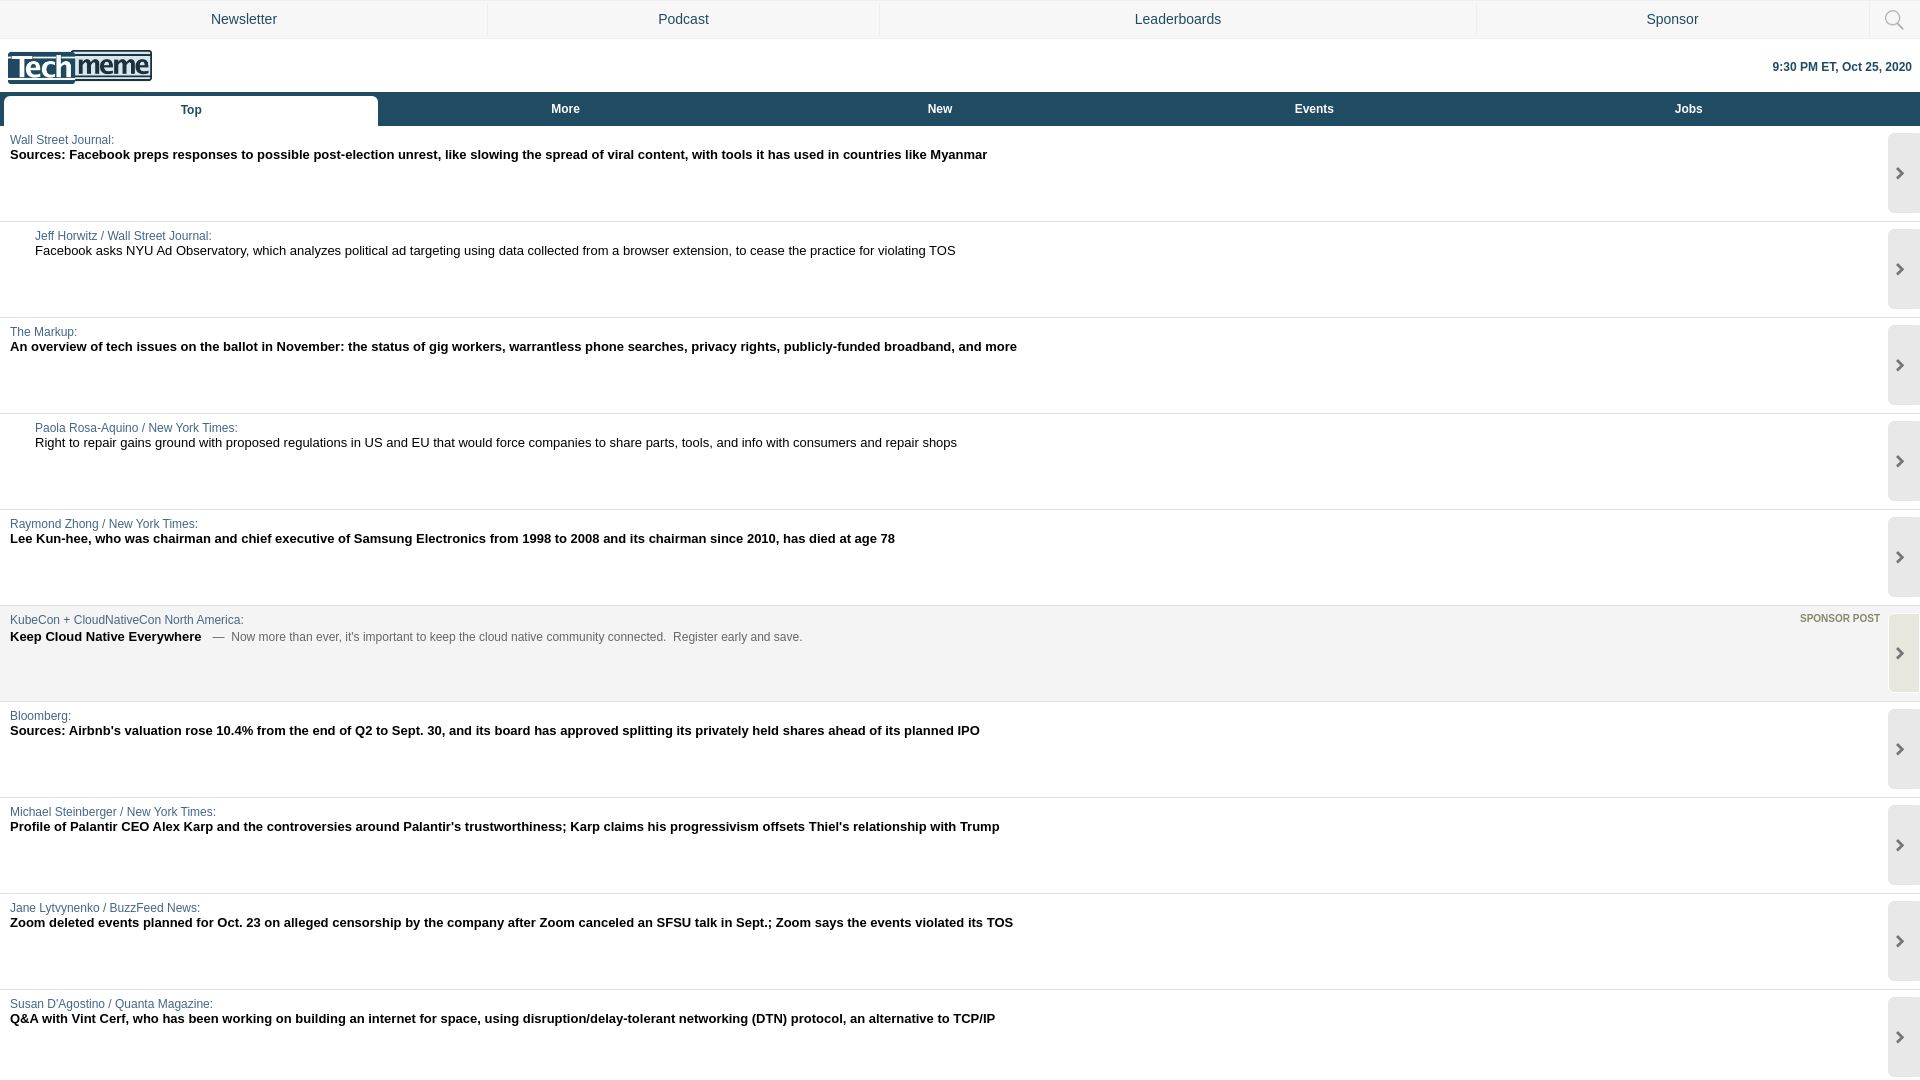 Newsletter
Podcast
Leaderboards
Sponsor
Techmeme
9:30 PM ET, Oct 25, 2020
Top
More
New
Events
Jobs
Wall Street Journal:
Sources: Facebook preps responses to possible post-election unrest, like slowing the spread of viral content, with tools it has used in countries like Myanmar
Jeff Horwitz / Wall Street Journal:
Facebook asks NYU Ad Observatory, which analyzes political ad targeting using data collected from a browser extension, to cease the practice for violating TOS
The Markup:
An overview of tech issues on the ballot in November: the status of gig workers, warrantless phone searches, privacy rights, publicly-funded broadband, and more
Paola Rosa-Aquino / New York Times:
Right to repair gains ground with proposed regulations in US and EU that would force companies to share parts, tools, and info with consumers and repair shops
Raymond Zhong / New York Times:
Lee Kun-hee, who was chairman and chief executive of Samsung Electronics from 1998 to 2008 and its chairman since 2010, has died at age 78
KubeCon + CloudNativeCon North America:
SPONSOR POST
Keep Cloud Native Everywhere — Now more than ever, it's important to keep the cloud native community connected. Register early and save.
Bloomberg:
Sources: Airbnb's valuation rose 10.4% from the end of Q2 to Sept. 30, and its board has approved splitting its privately held shares ahead of its planned IPO
Michael Steinberger / New York Times:
Profile of Palantir CEO Alex Karp and the controversies around Palantir's trustworthiness; Karp claims his progressivism offsets Thiel's relationship with Trump
Jane Lytvynenko / BuzzFeed News:
Zoom deleted events planned for Oct. 23 on alleged censorship by the company after Zoom canceled an SFSU talk in Sept.; Zoom says the events violated its TOS
Susan D'Agostino / Quanta Magazine:
Q&A with Vint Cerf, who has been working on building an internet for space, using disruption/delay-tolerant networking (DTN) protocol, an alternative to TCP/IP